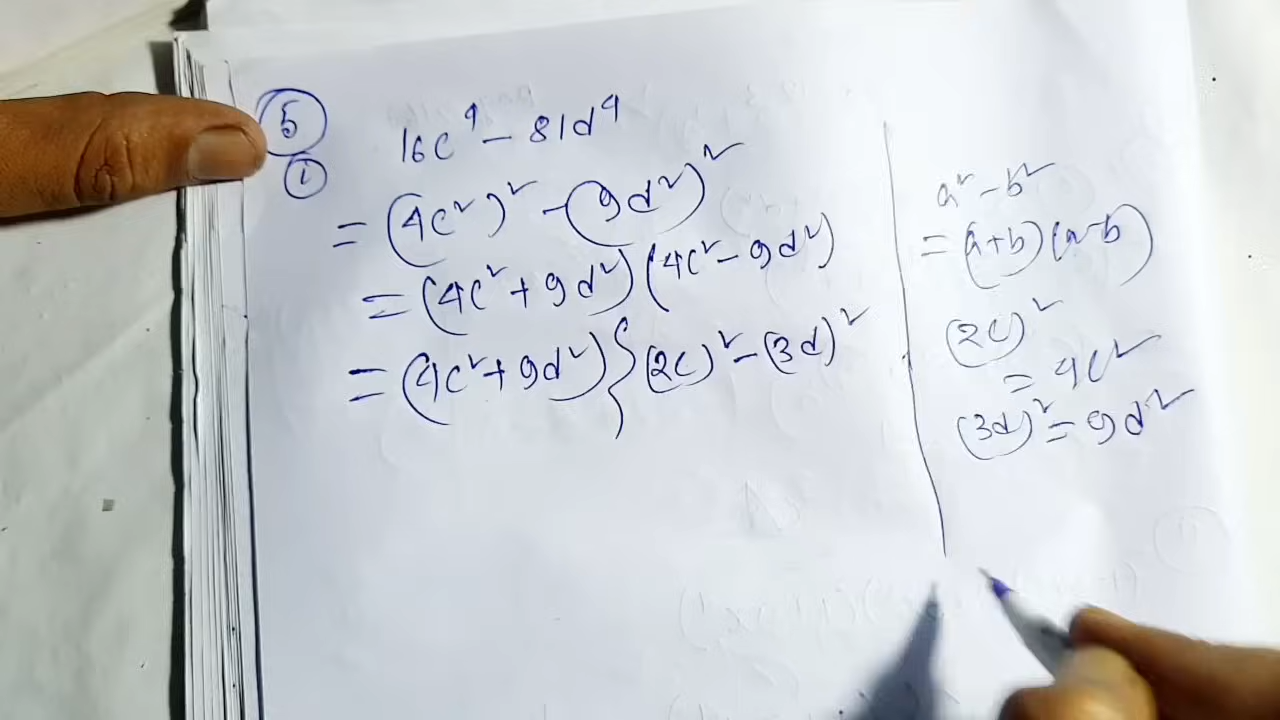 5
i
16c⁴ - 81d⁴
= (4c²)² - (9d²)²
= (4c² + 9d²)(4c² - 9d²)
= (4c² + 9d²) { (2c)² - (3d)²
a² - b²
= (a+b)(a-b)
(2c)²
= 4c²
(3d)² = 9d²